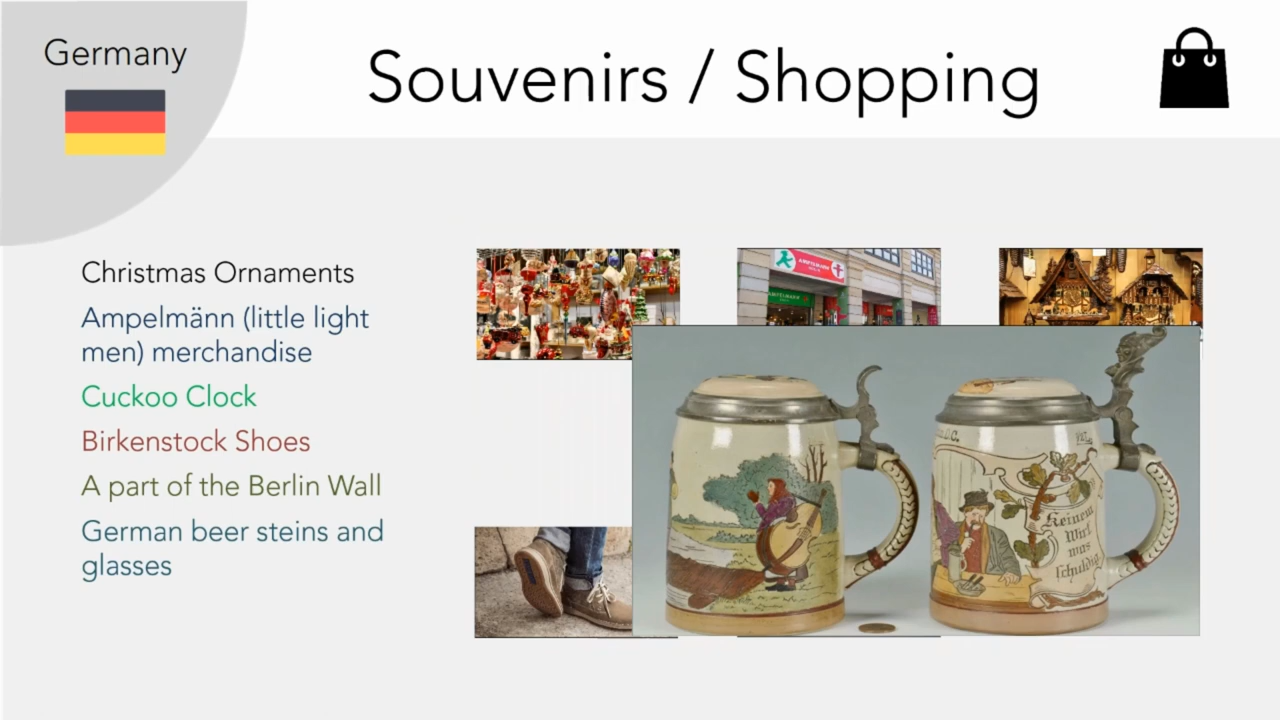 Germany
Souvenirs / Shopping
Christmas Ornaments
Ampelmänn (little light
men) merchandise
Cuckoo Clock
Birkenstock Shoes
A part of the Berlin Wall
German beer steins and
glasses
AMPELMANN
Keinem
Wirt
was
schuldig